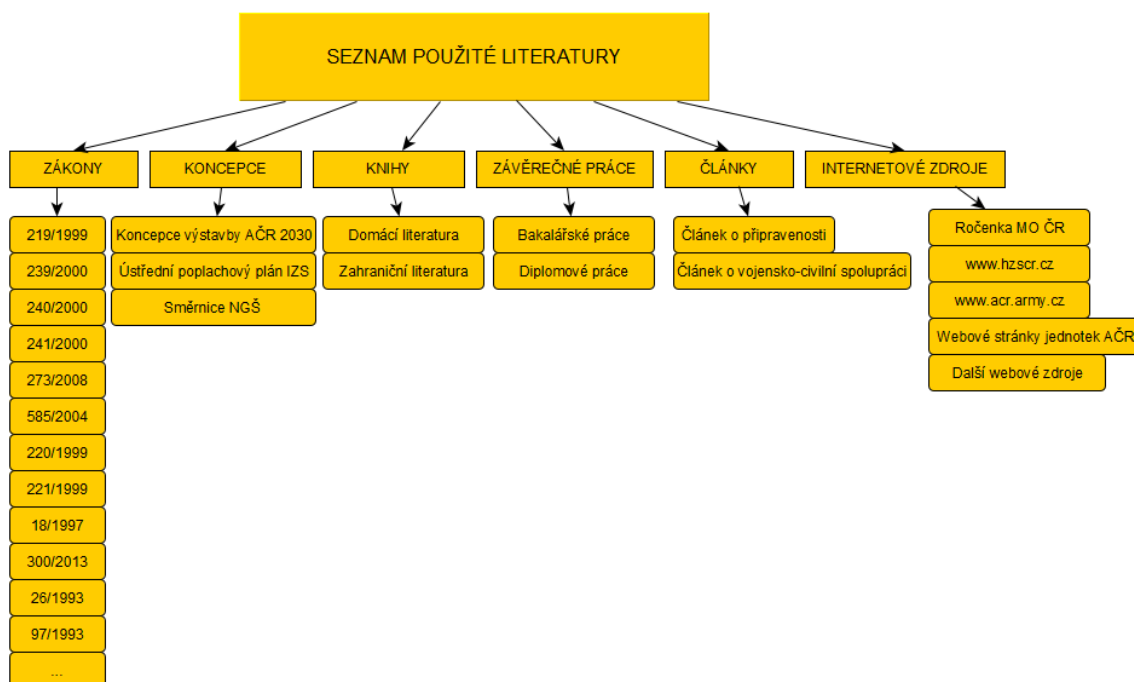 SEZNAM POUŽITÉ LITERATURY
ZÁKONY
219/1999
239/2000
240/2000
241/2000
273/2008
585/2004
220/1999
221/1999
18/1997
300/2013
26/1993
97/1993
...
KONCEPCE
Koncepce výstavby AČR 2030
Ústřední poplachový plán IZS
Směrnice NGŠ
KNIHY
Domácí literatura
Zahraniční literatura
ZÁVĚREČNÉ PRÁCE
Bakalářské práce
Diplomové práce
ČLÁNKY
Článek o připravenosti
Článek o vojensko-civilní spolupráci
INTERNETOVÉ ZDROJE
Ročenka MO ČR
www.hzscr.cz
www.acr.army.cz
Webové stránky jednotek AČR
Další webové zdroje